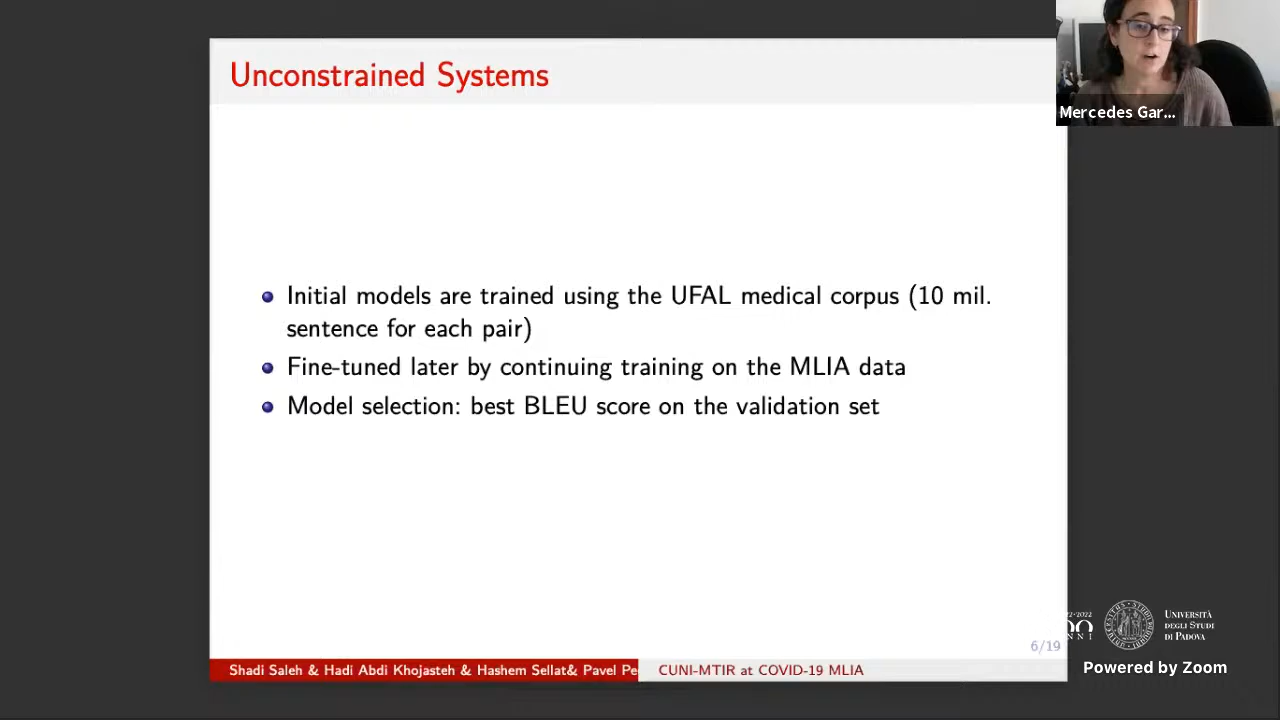 Unconstrained Systems
Mercedes Gar...
Initial models are trained using the UFAL medical corpus (10 mil.
sentence for each pair)
Fine-tuned later by continuing training on the MLIA data
Model selection: best BLEU score on the validation set
UNIVERSITÀ
DEGLI STUDI
DI PADOVA
6/19
Shadi Saleh & Hadi Abdi Khojasteh & Hashem Sellat& Pavel Pe
CUNI-MTIR at COVID-19 MLIA
Powered by Zoom